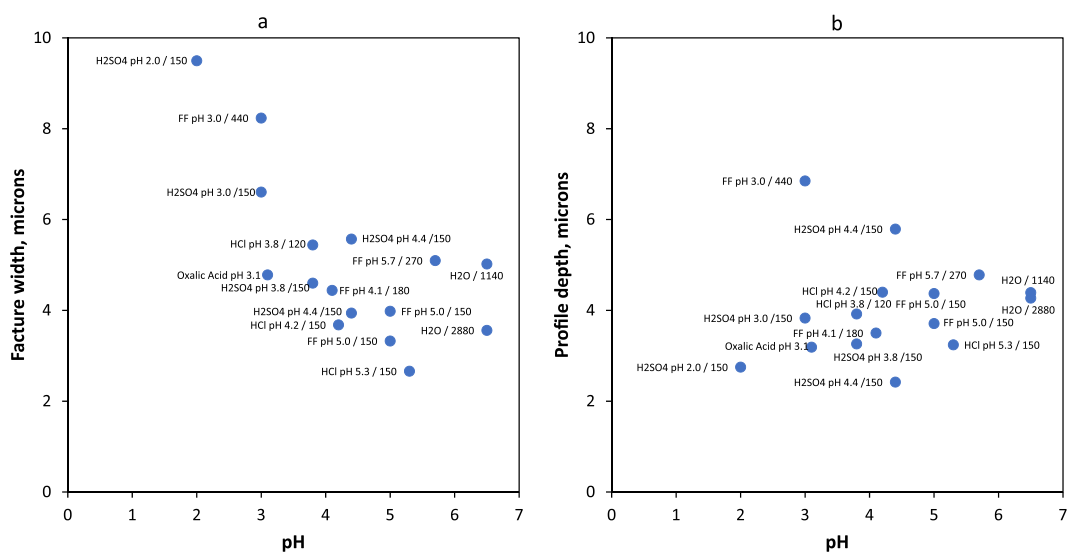 a
10
8
6
4
2
0
0 1 2 3 4 5 6 7
Facture width, microns
pH
H2SO4 pH 2.0 / 150
FF pH 3.0 / 440
H2SO4 pH 3.0 /150
HCl pH 3.8 / 120
H2SO4 pH 4.4 /150
FF pH 5.7 / 270
H2O / 1140
Oxalic Acid pH 3.1
H2SO4 pH 3.8 /150
FF pH 4.1 / 180
H2SO4 pH 4.4 /150
FF pH 5.0 / 150
HCl pH 4.2 / 150
H2O / 2880
FF pH 5.0 / 150
HCl pH 5.3 / 150
b
10
8
6
4
2
0
0 1 2 3 4 5 6 7
Profile depth, microns
pH
FF pH 3.0 / 440
H2SO4 pH 4.4 /150
FF pH 5.7 / 270
H2O / 1140
HCl pH 4.2 / 150
HCl pH 3.8 / 120
FF pH 5.0 / 150
H2O / 2880
H2SO4 pH 3.0 /150
FF pH 5.0 / 150
FF pH 4.1 / 180
Oxalic Acid pH 3.1
HCl pH 5.3 / 150
H2SO4 pH 3.8 /150
H2SO4 pH 2.0 / 150
H2SO4 pH 4.4 /150